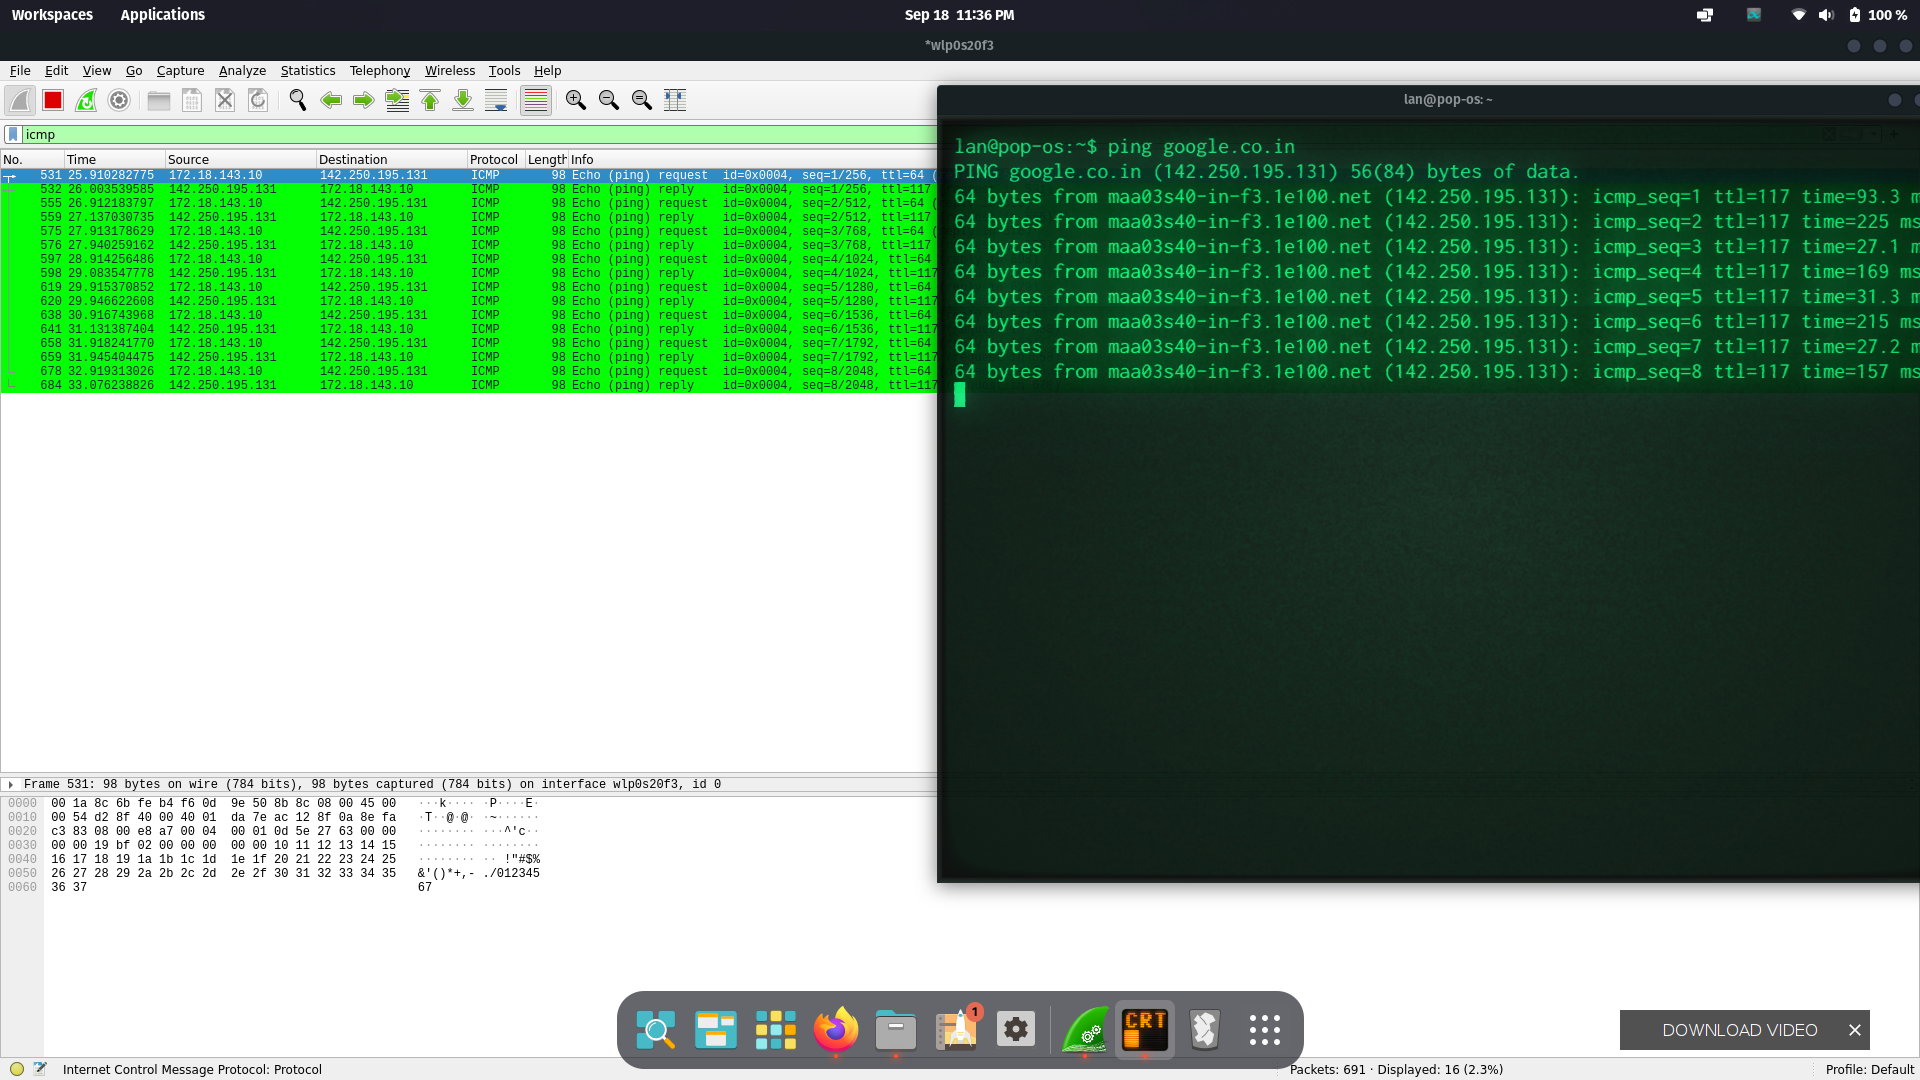 Workspaces Applications Sep 18 11:36 PM 100 %
*wlp0s20f3
File Edit View Go Capture Analyze Statistics Telephony Wireless Tools Help
icmp
No. Time Source Destination Protocol Length Info
531 25.910282775 172.18.143.10 142.250.195.131 ICMP 98 Echo (ping) request id=0x0004, seq=1/256, ttl=64 (
532 26.003539585 142.250.195.131 172.18.143.10 ICMP 98 Echo (ping) reply id=0x0004, seq=1/256, ttl=117
555 26.912183797 172.18.143.10 142.250.195.131 ICMP 98 Echo (ping) request id=0x0004, seq=2/512, ttl=64 (
559 27.137030735 142.250.195.131 172.18.143.10 ICMP 98 Echo (ping) reply id=0x0004, seq=2/512, ttl=117
575 27.913178629 172.18.143.10 142.250.195.131 ICMP 98 Echo (ping) request id=0x0004, seq=3/768, ttl=64 (
576 27.940259162 142.250.195.131 172.18.143.10 ICMP 98 Echo (ping) reply id=0x0004, seq=3/768, ttl=117
597 28.914256486 172.18.143.10 142.250.195.131 ICMP 98 Echo (ping) request id=0x0004, seq=4/1024, ttl=64
598 29.083547778 142.250.195.131 172.18.143.10 ICMP 98 Echo (ping) reply id=0x0004, seq=4/1024, ttl=117
619 29.915370852 172.18.143.10 142.250.195.131 ICMP 98 Echo (ping) request id=0x0004, seq=5/1280, ttl=64
620 29.946622608 142.250.195.131 172.18.143.10 ICMP 98 Echo (ping) reply id=0x0004, seq=5/1280, ttl=117
638 30.916743968 172.18.143.10 142.250.195.131 ICMP 98 Echo (ping) request id=0x0004, seq=6/1536, ttl=64
641 31.131387404 142.250.195.131 172.18.143.10 ICMP 98 Echo (ping) reply id=0x0004, seq=6/1536, ttl=117
658 31.918241770 172.18.143.10 142.250.195.131 ICMP 98 Echo (ping) request id=0x0004, seq=7/1792, ttl=64
659 31.945404475 142.250.195.131 172.18.143.10 ICMP 98 Echo (ping) reply id=0x0004, seq=7/1792, ttl=117
678 32.919313026 172.18.143.10 142.250.195.131 ICMP 98 Echo (ping) request id=0x0004, seq=8/2048, ttl=64
684 33.076238826 142.250.195.131 172.18.143.10 ICMP 98 Echo (ping) reply id=0x0004, seq=8/2048, ttl=117
lan@pop-os: ~
lan@pop-os:~$ ping google.co.in
PING google.co.in (142.250.195.131) 56(84) bytes of data.
64 bytes from maa03s40-in-f3.1e100.net (142.250.195.131): icmp_seq=1 ttl=117 time=93.3 m
64 bytes from maa03s40-in-f3.1e100.net (142.250.195.131): icmp_seq=2 ttl=117 time=225 ms
64 bytes from maa03s40-in-f3.1e100.net (142.250.195.131): icmp_seq=3 ttl=117 time=27.1 m
64 bytes from maa03s40-in-f3.1e100.net (142.250.195.131): icmp_seq=4 ttl=117 time=169 ms
64 bytes from maa03s40-in-f3.1e100.net (142.250.195.131): icmp_seq=5 ttl=117 time=31.3 m
64 bytes from maa03s40-in-f3.1e100.net (142.250.195.131): icmp_seq=6 ttl=117 time=215 ms
64 bytes from maa03s40-in-f3.1e100.net (142.250.195.131): icmp_seq=7 ttl=117 time=27.2 m
64 bytes from maa03s40-in-f3.1e100.net (142.250.195.131): icmp_seq=8 ttl=117 time=157 ms
Frame 531: 98 bytes on wire (784 bits), 98 bytes captured (784 bits) on interface wlp0s20f3, id 0
0000 00 1a 8c 6b fe b4 f6 0d 9e 50 8b 8c 08 00 45 00 ···k···· ·P····E·
0010 00 54 d2 8f 40 00 40 01 da 7e ac 12 8f 0a 8e fa ·T··@·@· ·~······
0020 c3 83 08 00 e8 a7 00 04 00 01 0d 5e 27 63 00 00 ········ ···^'c··
0030 00 00 19 bf 02 00 00 00 00 00 10 11 12 13 14 15 ········ ········
0040 16 17 18 19 1a 1b 1c 1d 1e 1f 20 21 22 23 24 25 ········ ·· !"#$%
0050 26 27 28 29 2a 2b 2c 2d 2e 2f 30 31 32 33 34 35 &'()*+,- ./012345
0060 36 37 67
1
CRT
DOWNLOAD VIDEO ×
Internet Control Message Protocol: Protocol Packets: 691 · Displayed: 16 (2.3%) Profile: Default